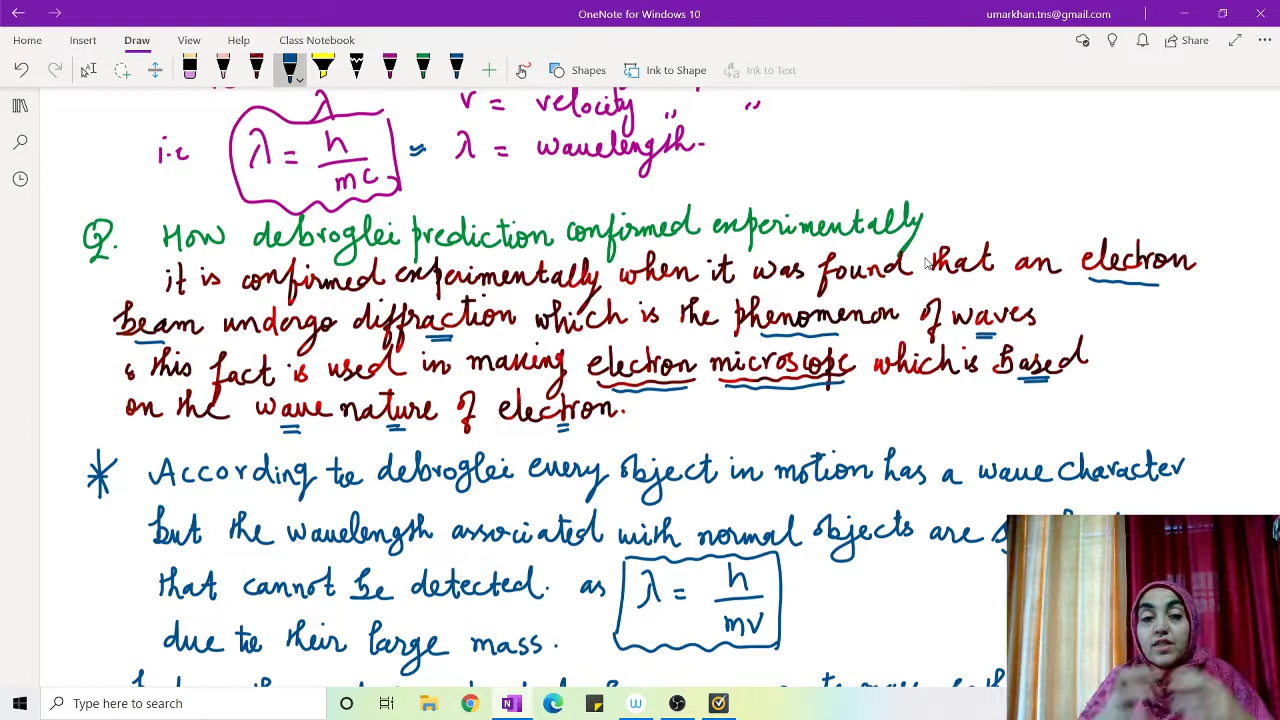 OneNote for Windows 10
umarkhan.tns@gmail.com
Home Insert Draw View Help Class Notebook Share
Shapes Ink to Shape Ink to Text
λ v = velocity " "
i.e λ = h/mc λ = wavelength.
Q. How debroglei prediction confirmed experimentally
it is confirmed experimentally when it was found that an electron
beam undergo diffraction which is the phenomenon of waves
& this fact is used in making electron microscope which is Based
on the wave nature of electron.
* According to debroglei every object in motion has a wave character
but the wavelength associated with normal objects are
that cannot be detected. as λ = h/mv
due to their large mass.
Type here to search